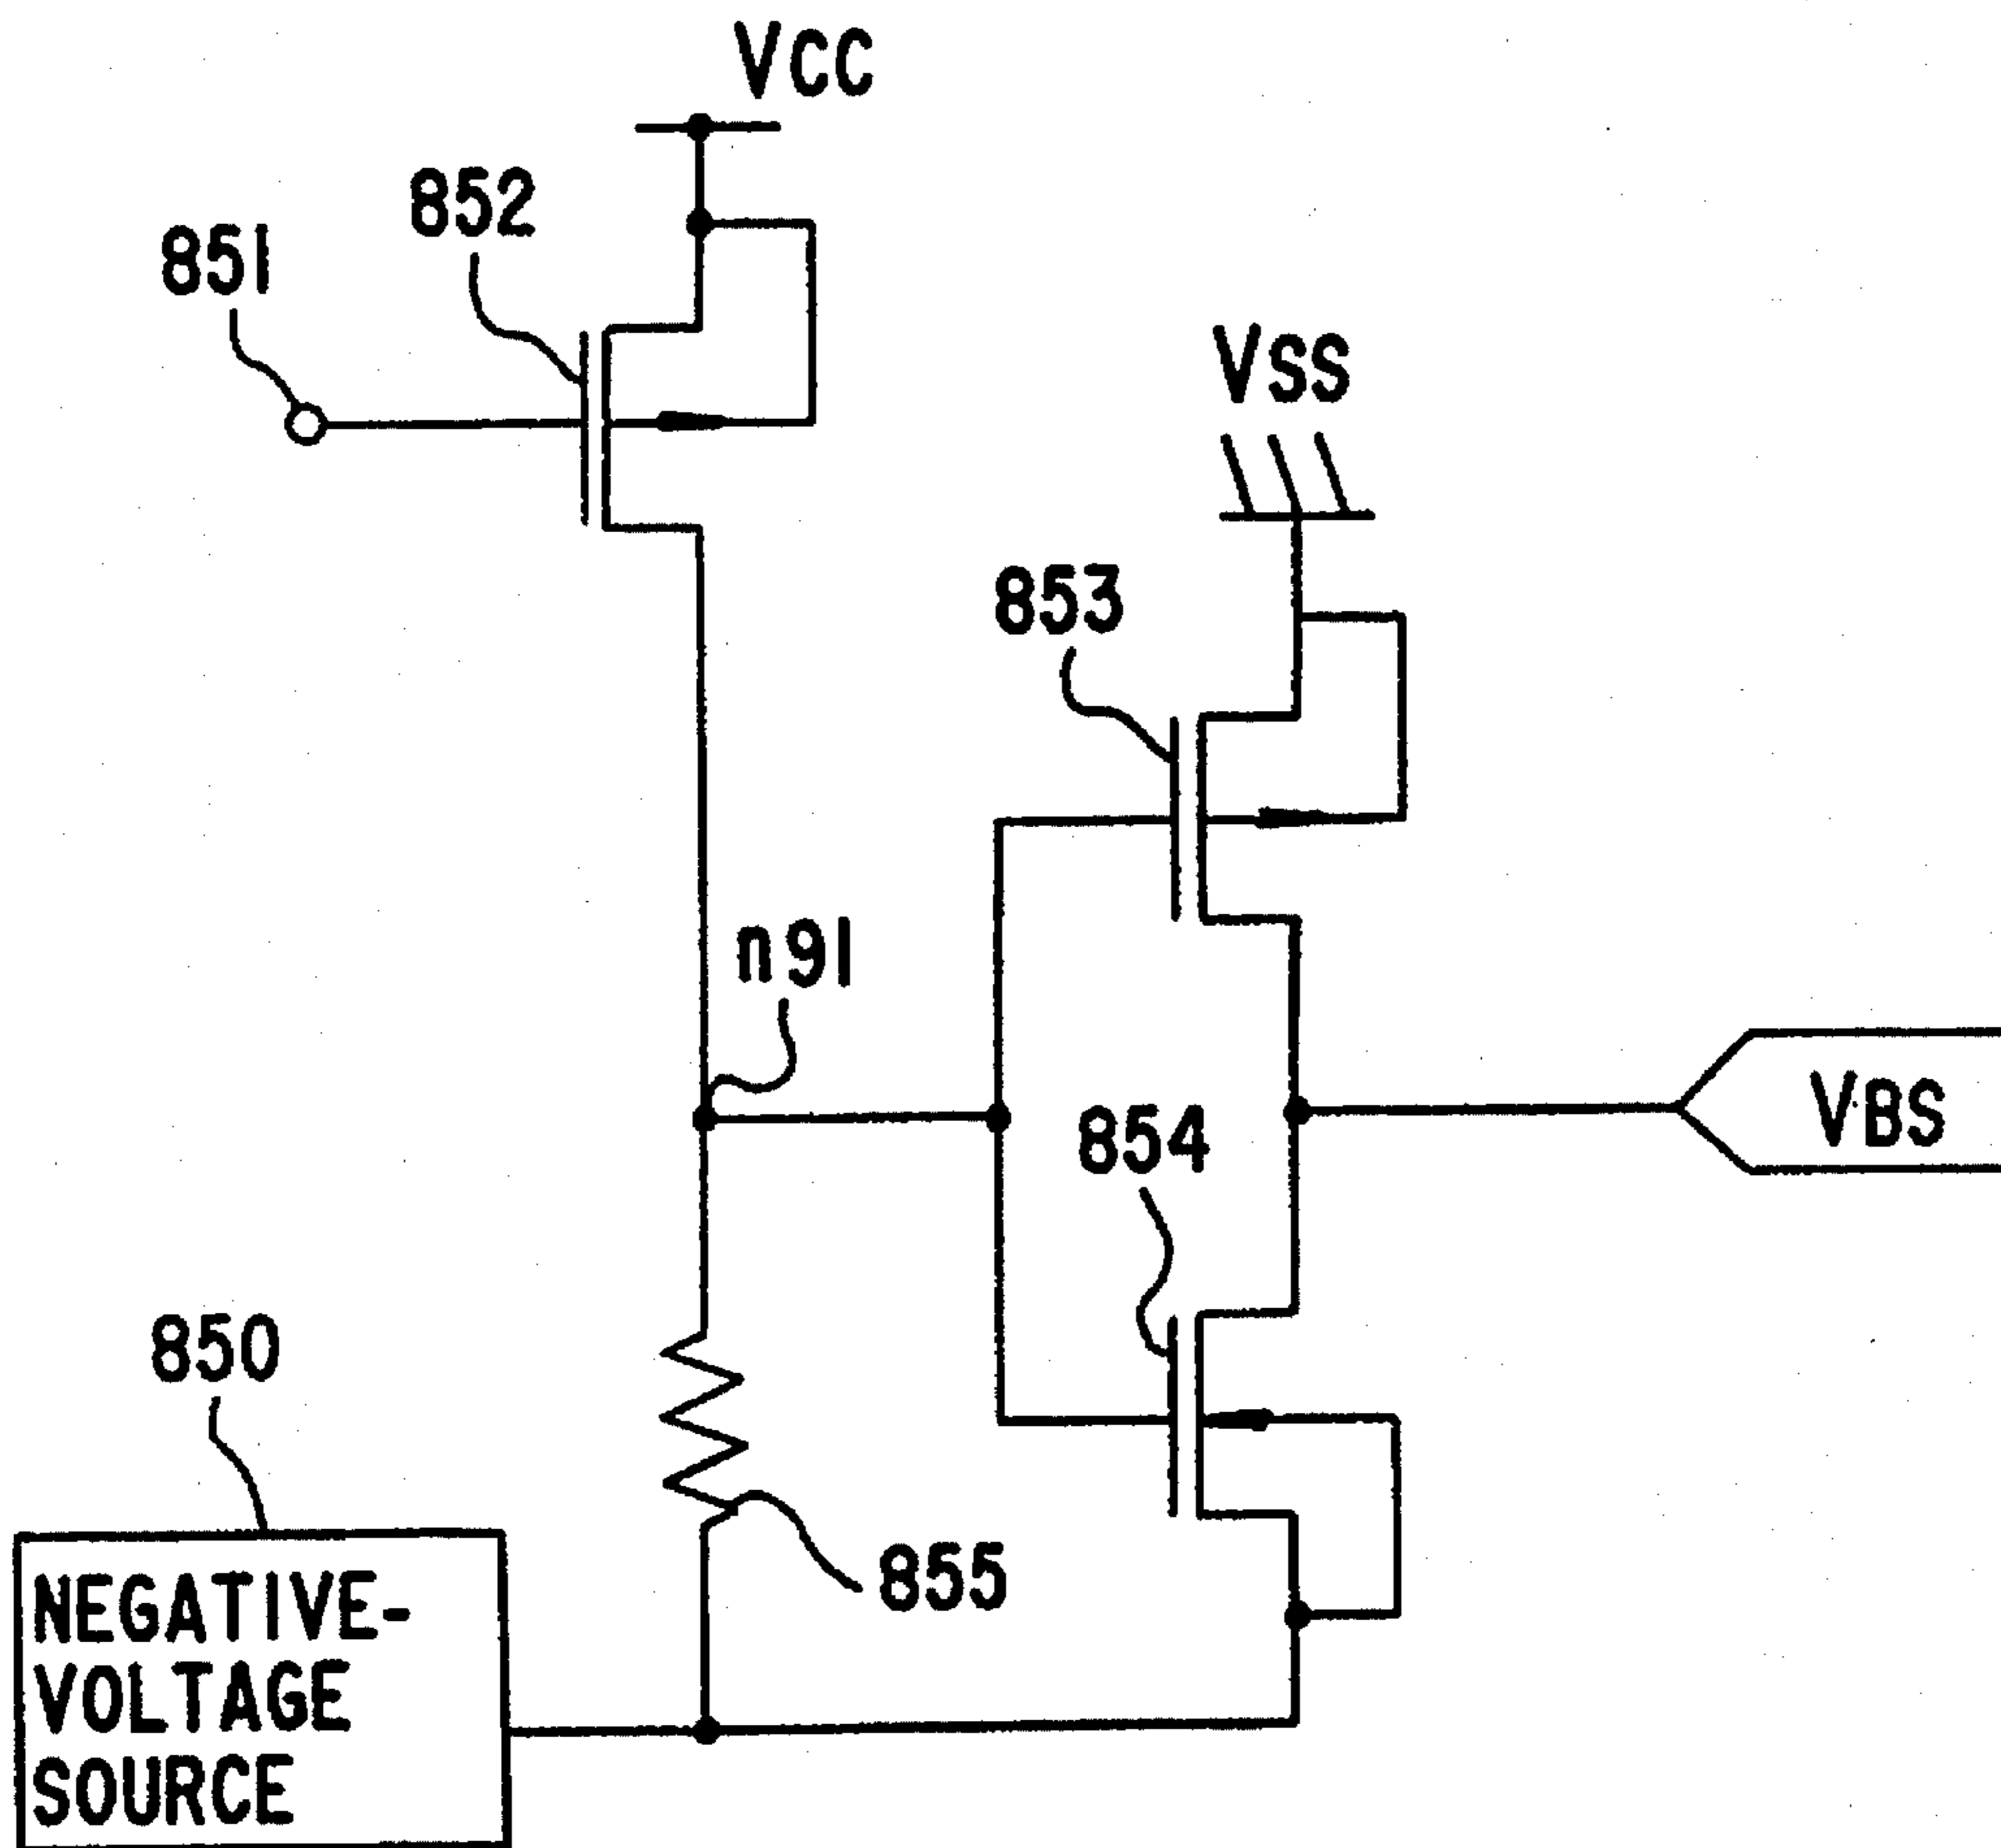 VCC
852
851
VSS
853
n91
VBS
854
850
855
NEGATIVE-
VOLTAGE
SOURCE